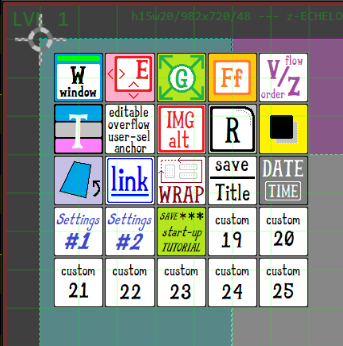 LVL 1
h15w20/982x720/48 --- z-ECHELO
W
window
E
G
Ff
V/Z
flow
order
T
editable
overflow
user-sel
anchor
IMG
alt
R
link
WRAP
save
Title
DATE
TIME
Settings
#1
Settings
#2
SAVE ***
start-up
TUTORIAL
custom
19
custom
20
custom
21
custom
22
custom
23
custom
24
custom
25